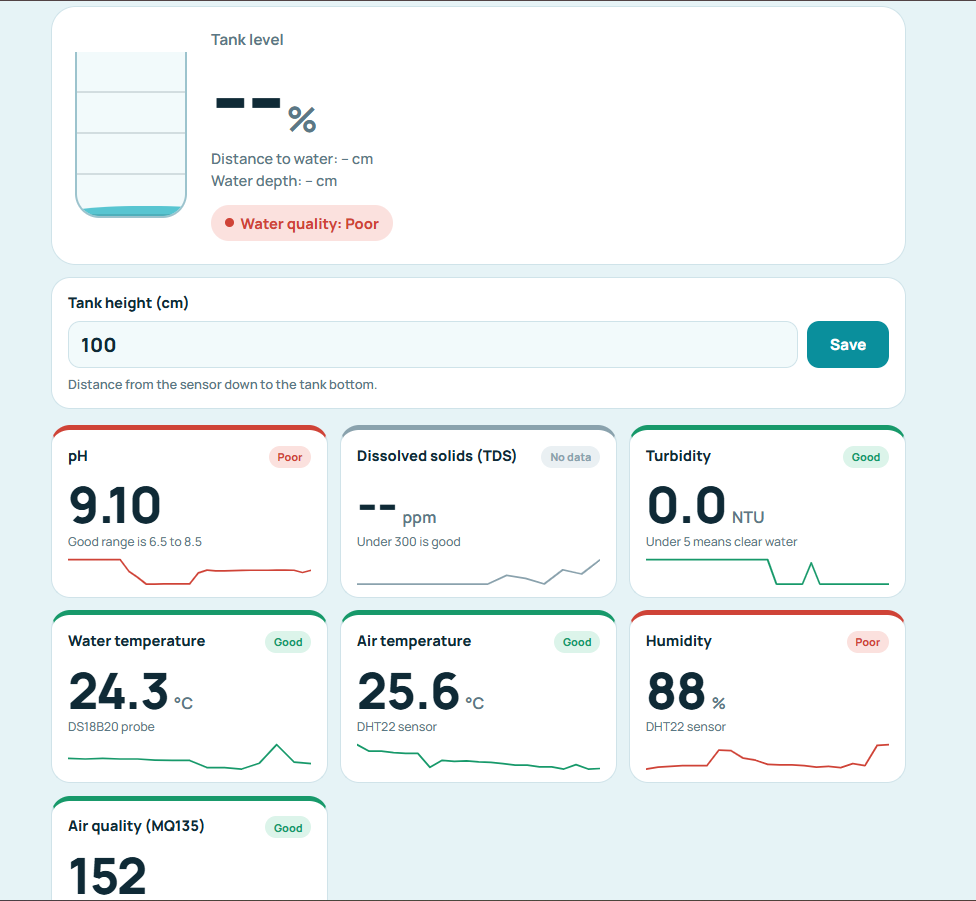 Tank level
--%
Distance to water: – cm
Water depth: – cm
Water quality: Poor
Tank height (cm)
100
Save
Distance from the sensor down to the tank bottom.
pH
Poor
9.10
Good range is 6.5 to 8.5
Dissolved solids (TDS)
No data
-- ppm
Under 300 is good
Turbidity
Good
0.0 NTU
Under 5 means clear water
Water temperature
Good
24.3 °C
DS18B20 probe
Air temperature
Good
25.6 °C
DHT22 sensor
Humidity
Poor
88 %
DHT22 sensor
Air quality (MQ135)
Good
152